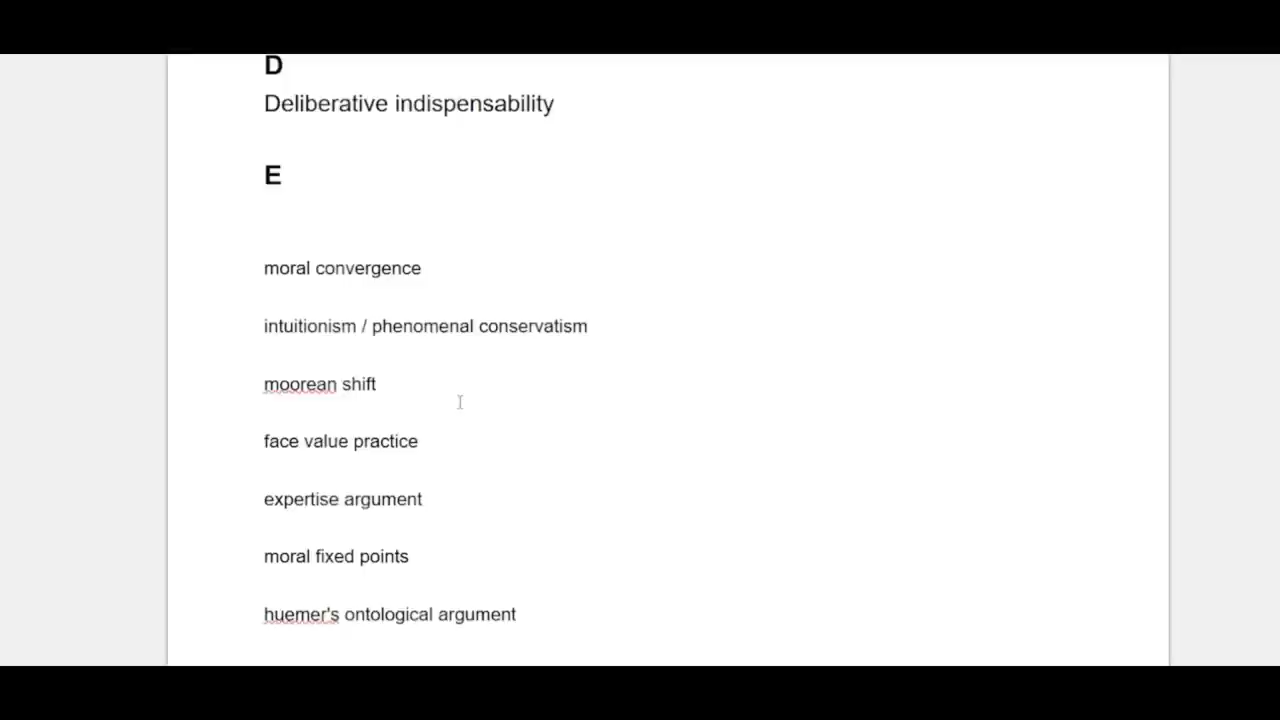 D
Deliberative indispensability
E
moral convergence
intuitionism / phenomenal conservatism
moorean shift
face value practice
expertise argument
moral fixed points
huemer's ontological argument